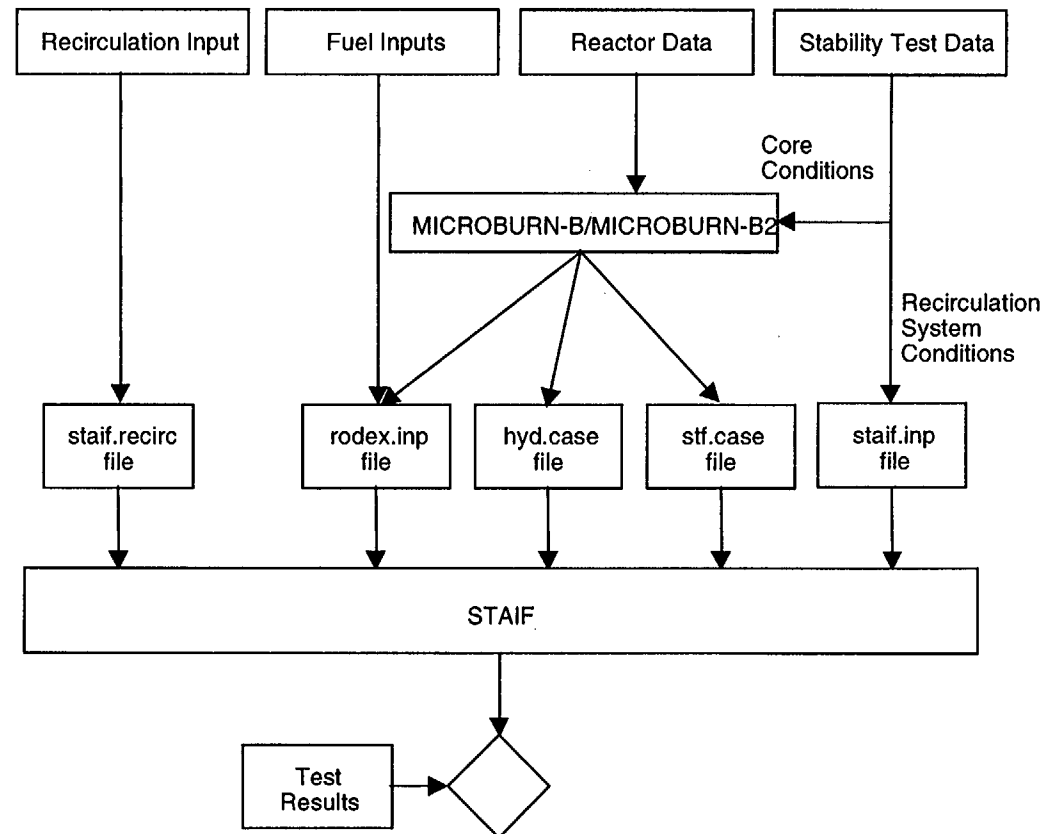 Recirculation Input
Fuel Inputs
Reactor Data
Stability Test Data
Core
Conditions
MICROBURN-B/MICROBURN-B2
Recirculation
System
Conditions
staif.recirc
file
rodex.inp
file
hyd.case
file
stf.case
file
staif.inp
file
STAIF
Test
Results